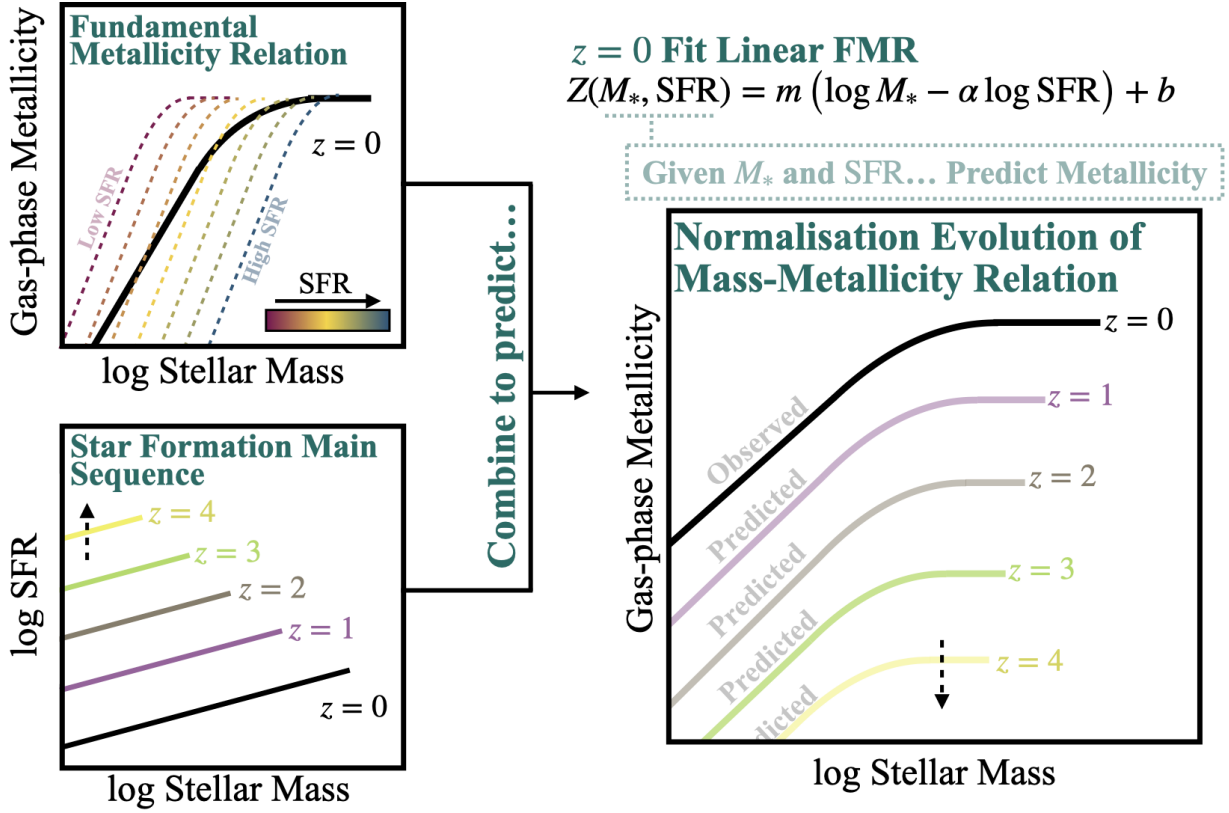 Fundamental
Metallicity Relation
z = 0
Low SFR
High SFR
SFR
Gas-phase Metallicity
log Stellar Mass
Star Formation Main
Sequence
z = 4
z = 3
z = 2
z = 1
z = 0
log SFR
log Stellar Mass
Combine to predict...
z = 0 Fit Linear FMR
Z(M*, SFR) = m (log M* − α log SFR) + b
Given M* and SFR... Predict Metallicity
Normalisation Evolution of
Mass-Metallicity Relation
z = 0
Observed
z = 1
Predicted
z = 2
Predicted
z = 3
Predicted
z = 4
dicted
Gas-phase Metallicity
log Stellar Mass